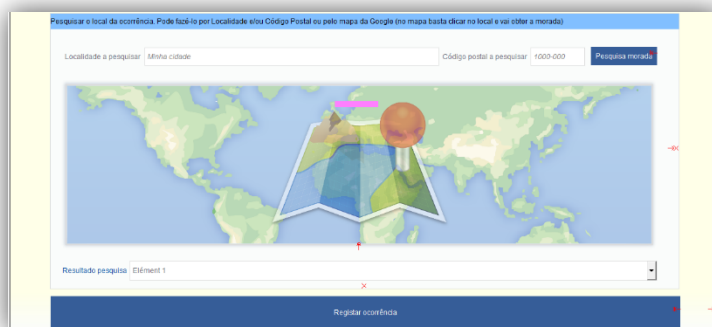 Pesquisar o local da ocorrência. Pode fazê-lo por Localidade e/ou Código Postal ou pelo mapa da Google (no mapa basta clicar no local e vai obter a morada)
Localidade a pesquisar Minha cidade Código postal a pesquisar 1000-000 Pesquisa morada
Resultado pesquisa Elément 1
Registar ocorrência